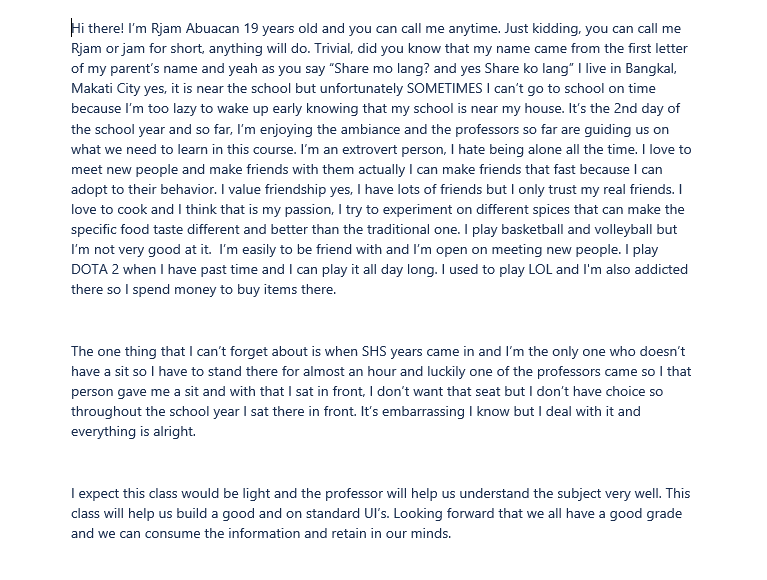 Hi there! I’m Rjam Abuacan 19 years old and you can call me anytime. Just kidding, you can call me
Rjam or jam for short, anything will do. Trivial, did you know that my name came from the first letter
of my parent’s name and yeah as you say “Share mo lang? and yes Share ko lang” I live in Bangkal,
Makati City yes, it is near the school but unfortunately SOMETIMES I can’t go to school on time
because I’m too lazy to wake up early knowing that my school is near my house. It’s the 2nd day of
the school year and so far, I’m enjoying the ambiance and the professors so far are guiding us on
what we need to learn in this course. I’m an extrovert person, I hate being alone all the time. I love to
meet new people and make friends with them actually I can make friends that fast because I can
adopt to their behavior. I value friendship yes, I have lots of friends but I only trust my real friends. I
love to cook and I think that is my passion, I try to experiment on different spices that can make the
specific food taste different and better than the traditional one. I play basketball and volleyball but
I’m not very good at it.  I’m easily to be friend with and I’m open on meeting new people. I play
DOTA 2 when I have past time and I can play it all day long. I used to play LOL and I'm also addicted
there so I spend money to buy items there.
The one thing that I can’t forget about is when SHS years came in and I’m the only one who doesn’t
have a sit so I have to stand there for almost an hour and luckily one of the professors came so I that
person gave me a sit and with that I sat in front, I don’t want that seat but I don’t have choice so
throughout the school year I sat there in front. It’s embarrassing I know but I deal with it and
everything is alright.
I expect this class would be light and the professor will help us understand the subject very well. This
class will help us build a good and on standard UI’s. Looking forward that we all have a good grade
and we can consume the information and retain in our minds.